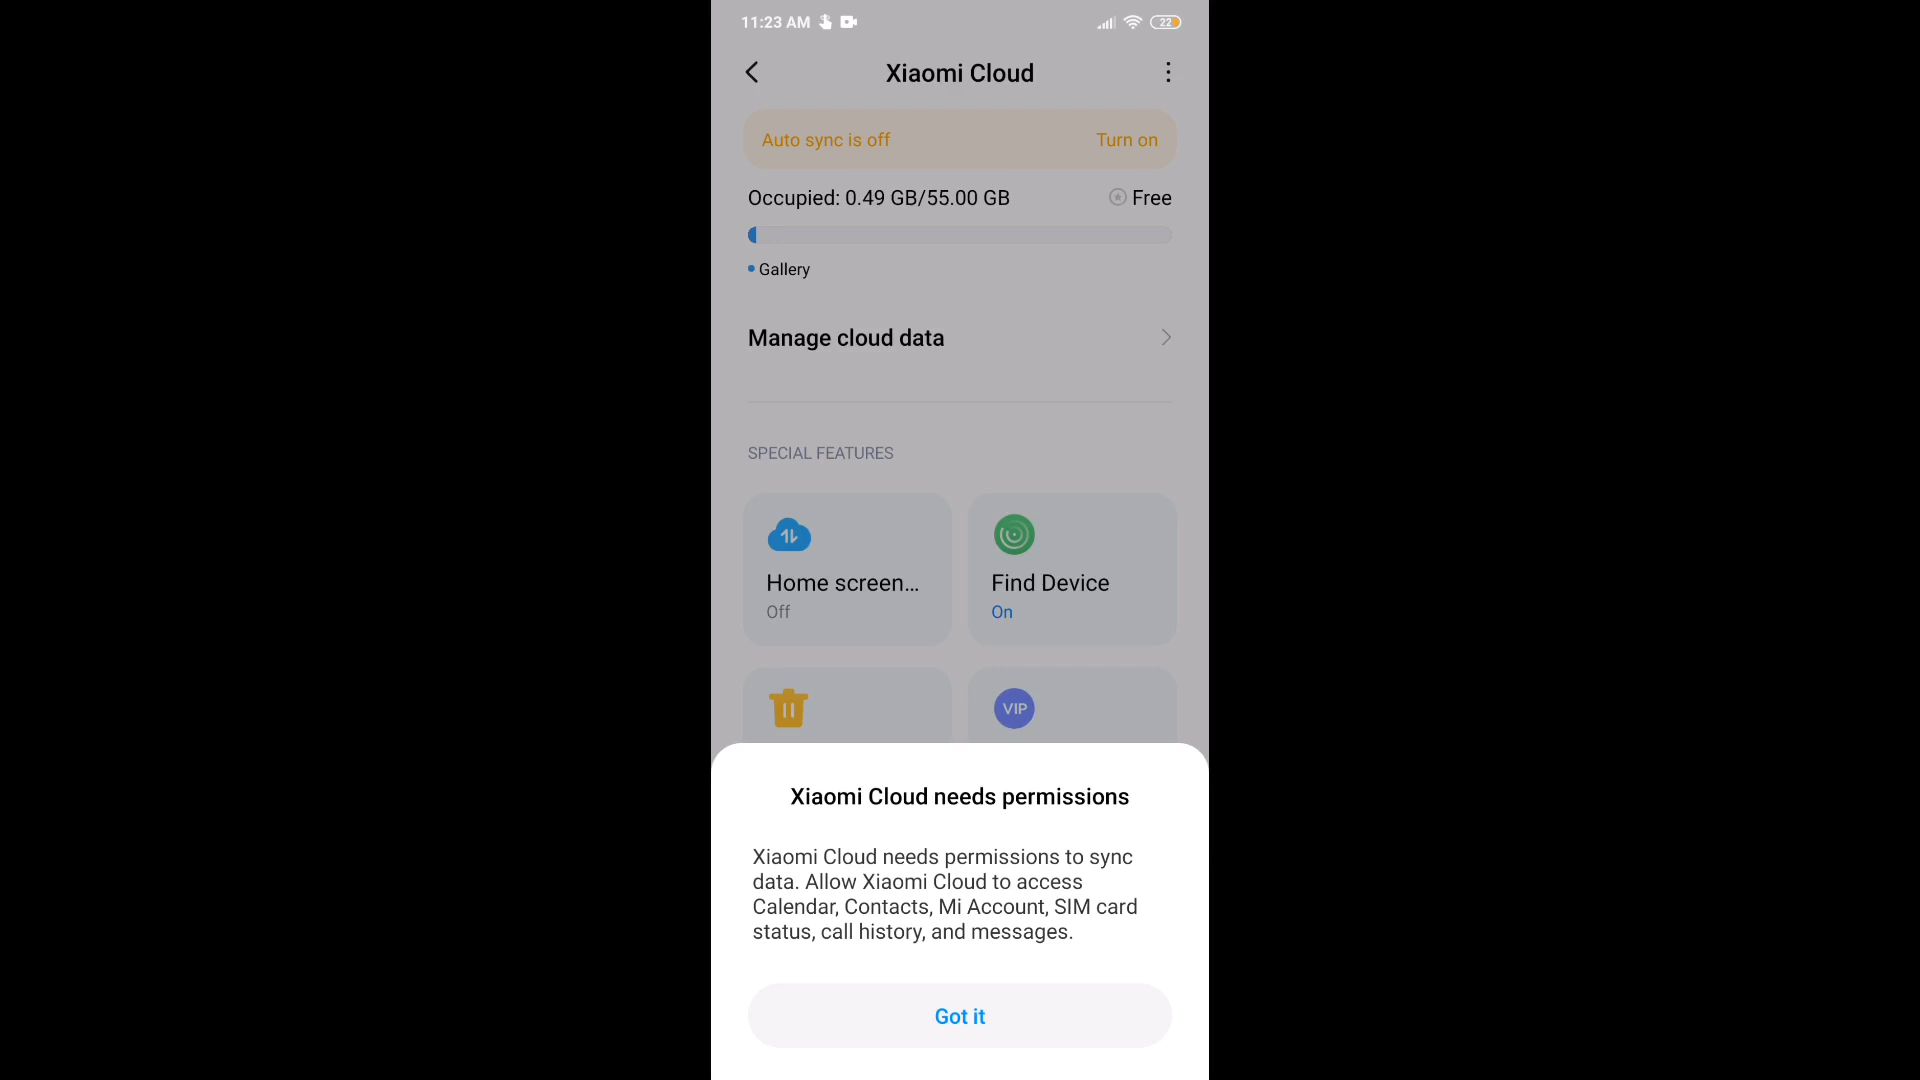 11:23 AM
22
Xiaomi Cloud
Auto sync is off Turn on
Occupied: 0.49 GB/55.00 GB Free
Gallery
Manage cloud data
SPECIAL FEATURES
Home screen… Find Device
Off On
VIP
Xiaomi Cloud needs permissions
Xiaomi Cloud needs permissions to sync
data. Allow Xiaomi Cloud to access
Calendar, Contacts, Mi Account, SIM card
status, call history, and messages.
Got it